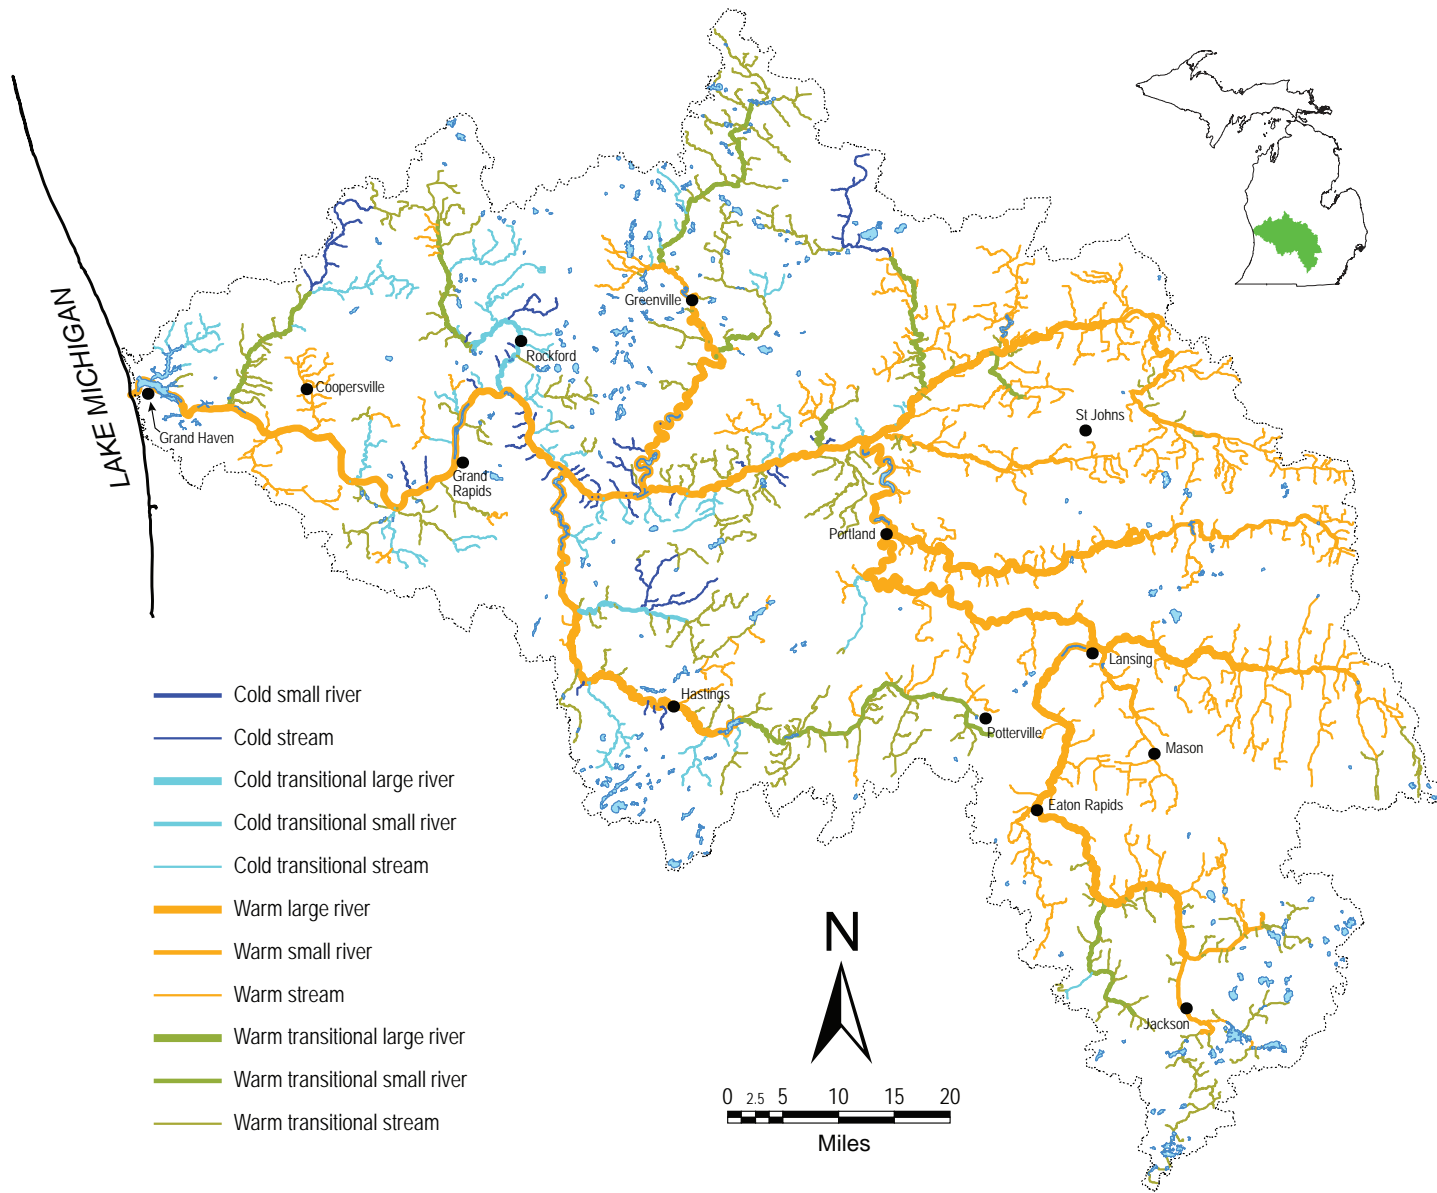 LAKE MICHIGAN
Greenville
Rockford
Coopersville
Grand Haven
St Johns
Grand
Rapids
Portland
Lansing
Hastings
Potterville
Mason
Eaton Rapids
Jackson
Cold small river
Cold stream
Cold transitional large river
Cold transitional small river
Cold transitional stream
Warm large river
Warm small river
Warm stream
Warm transitional large river
Warm transitional small river
Warm transitional stream
N
0 2.5 5 10 15 20
Miles